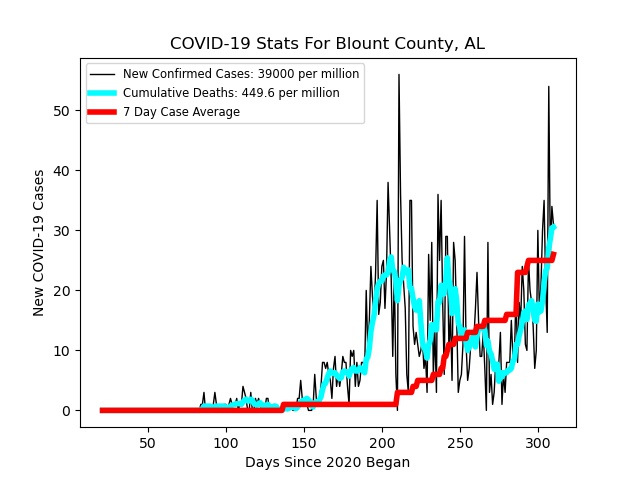 COVID-19 Stats For Blount County, AL
New Confirmed Cases: 39000 per million
Cumulative Deaths: 449.6 per million
7 Day Case Average
New COVID-19 Cases
50
40
30
20
10
0
50 100 150 200 250 300
Days Since 2020 Began